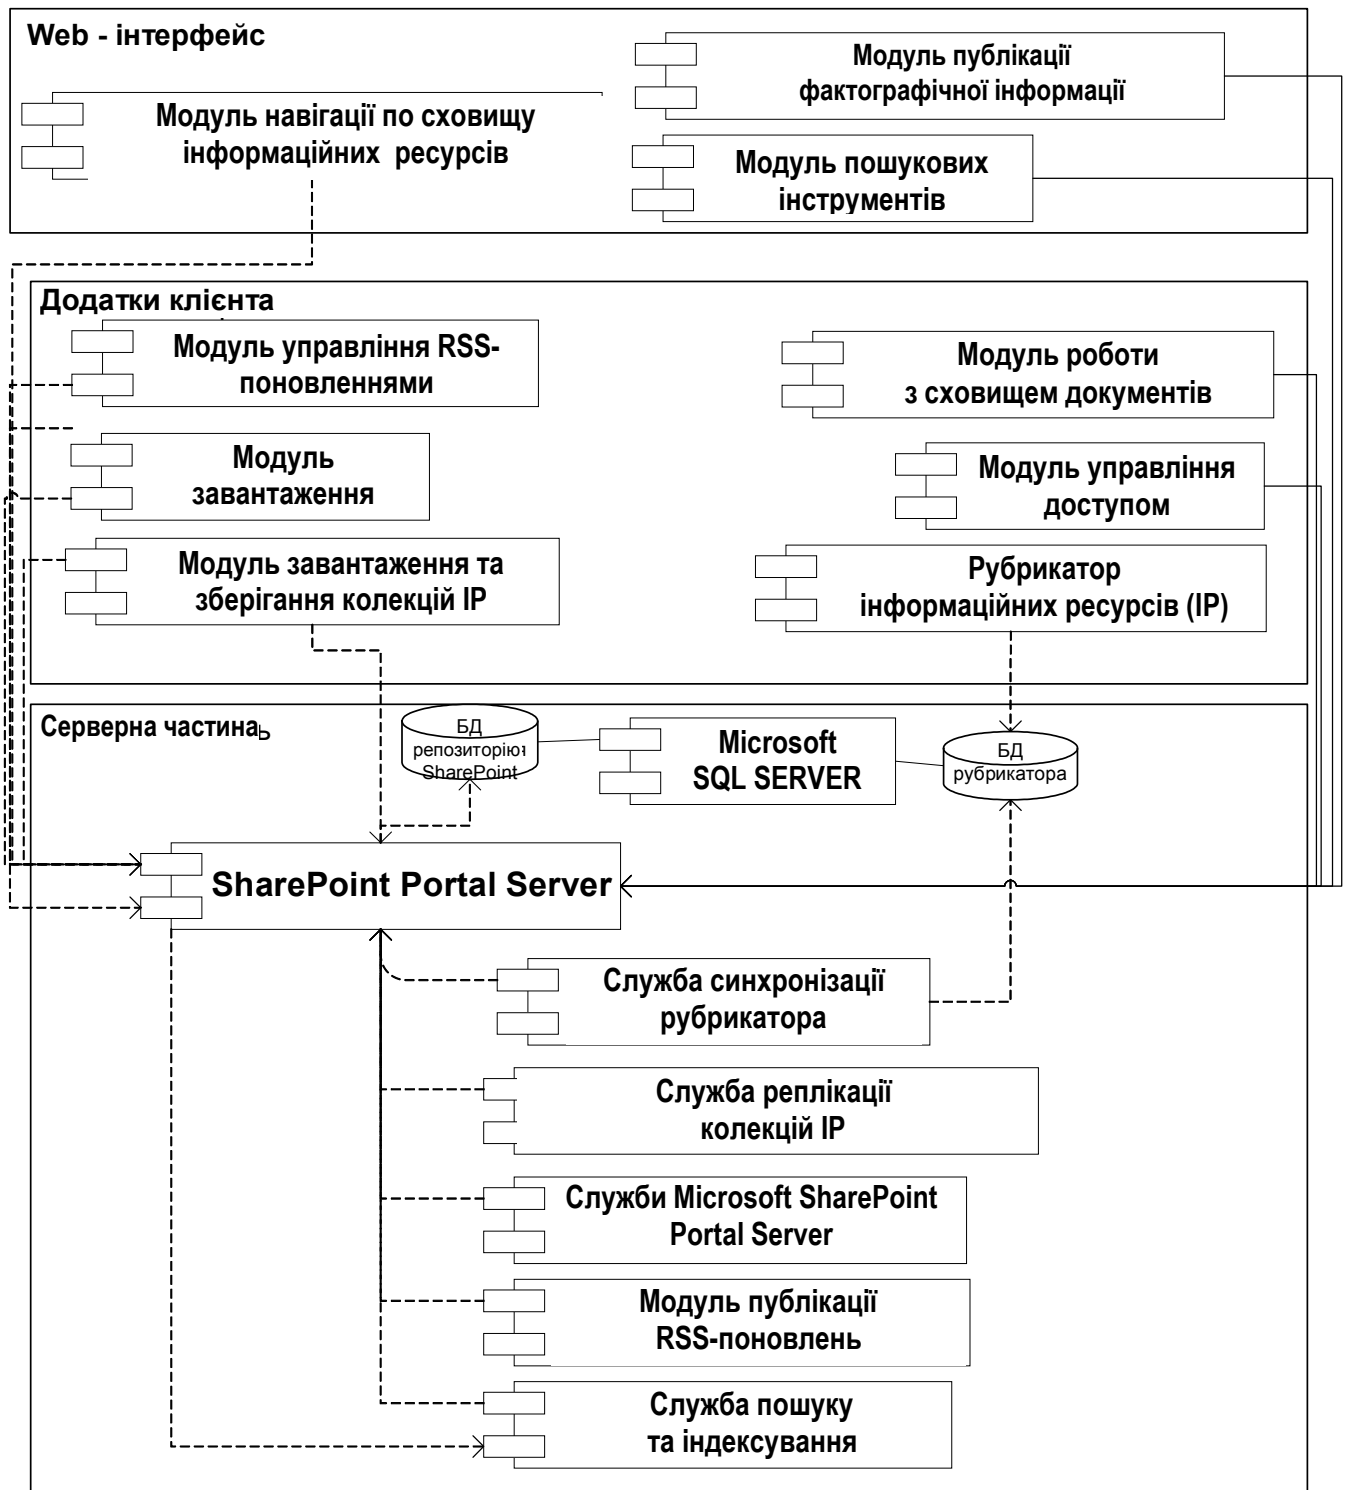 Web - інтерфейс
Модуль публікації
фактографічної інформації
Модуль навігації по сховищу
інформаційних ресурсів
Модуль пошукових
інструментів
Додатки клієнта
Модуль управління RSS-
поновленнями
Модуль роботи
з сховищем документів
Модуль
завантаження
Модуль управління
доступом
Модуль завантаження та
зберігання колекцій ІР
Рубрикатор
інформаційних ресурсів (ІР)
Серверна частина
БД
репозиторію
SharePoint
Microsoft
SQL SERVER
БД
рубрикатора
SharePoint Portal Server
Служба синхронізації
рубрикатора
Служба реплікації
колекцій ІР
Служби Microsoft SharePoint
Portal Server
Модуль публікації
RSS-поновлень
Служба пошуку
та індексування